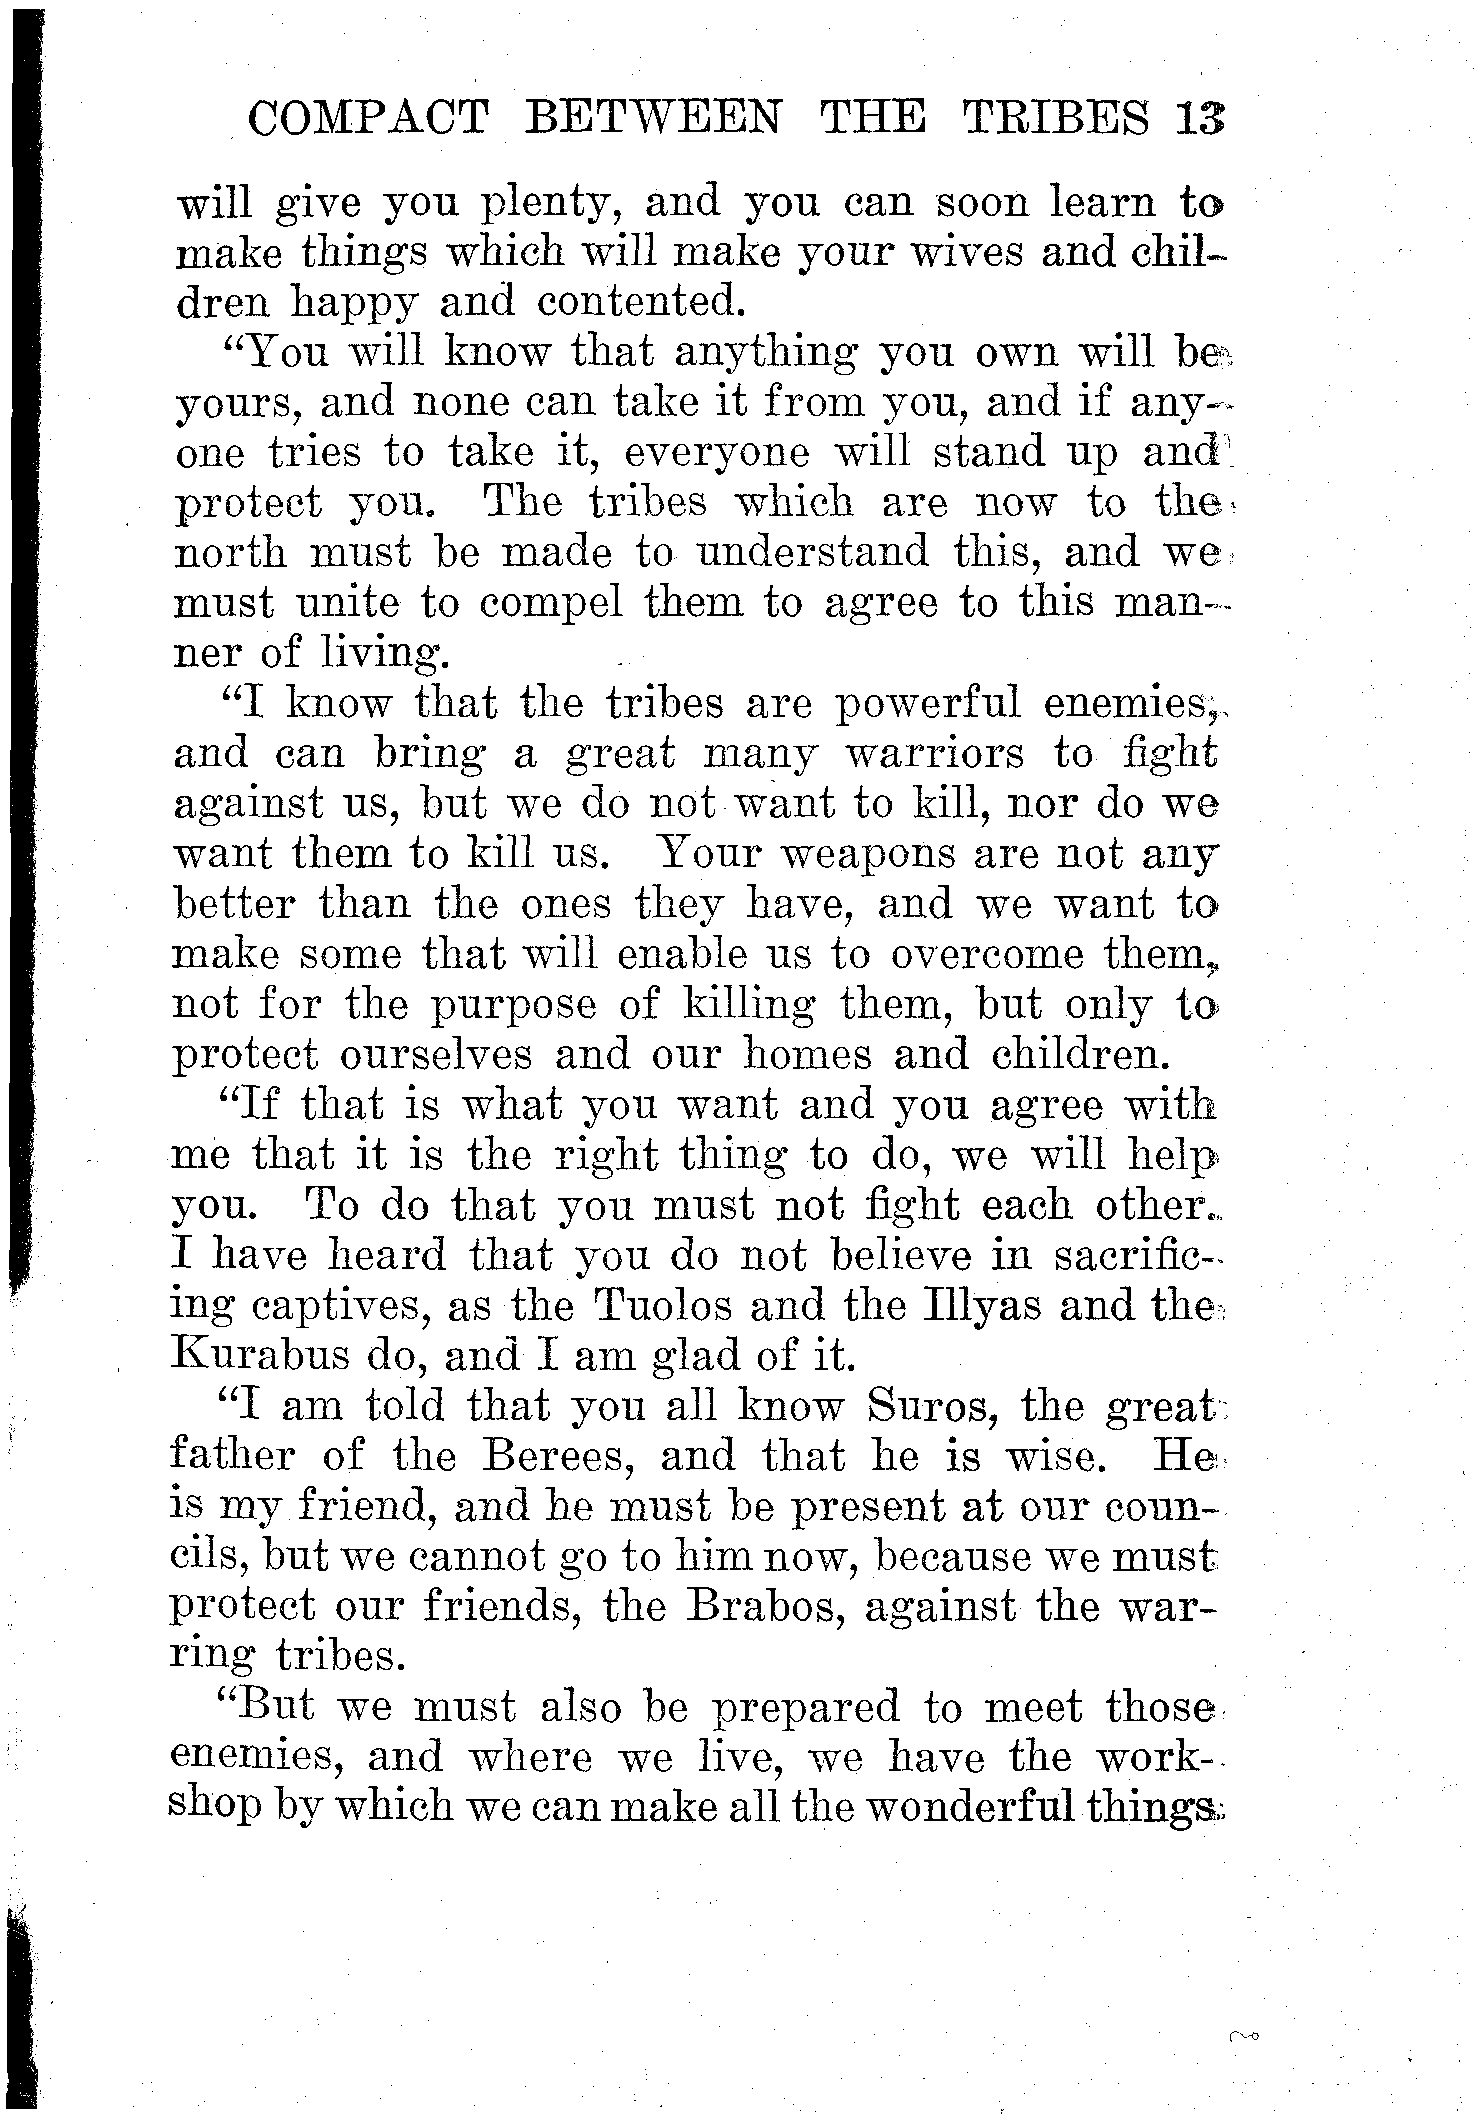 COMPACT BETWEEN THE TRIBES 13
will give you plenty, and you can soon learn to
make things which will make your wives and chil-
dren happy and contented.
“You will know that anything you own will be
yours, and none can take it from you, and if any-
one tries to take it, everyone will stand up and
protect you. The tribes which are now to the
north must be made to understand this, and we
must unite to compel them to agree to this man-
ner of living.
“I know that the tribes are powerful enemies,
and can bring a great many warriors to fight
against us, but we do not want to kill, nor do we
want them to kill us. Your weapons are not any
better than the ones they have, and we want to
make some that will enable us to overcome them,
not for the purpose of killing them, but only to
protect ourselves and our homes and children.
“If that is what you want and you agree with
me that it is the right thing to do, we will help
you. To do that you must not fight each other.
I have heard that you do not believe in sacrific-
ing captives, as the Tuolos and the Illyas and the
Kurabus do, and I am glad of it.
“I am told that you all know Suros, the great
father of the Berees, and that he is wise. He
is my friend, and he must be present at our coun-
cils, but we cannot go to him now, because we must
protect our friends, the Brabos, against the war-
ring tribes.
“But we must also be prepared to meet those
enemies, and where we live, we have the work-
shop by which we can make all the wonderful things